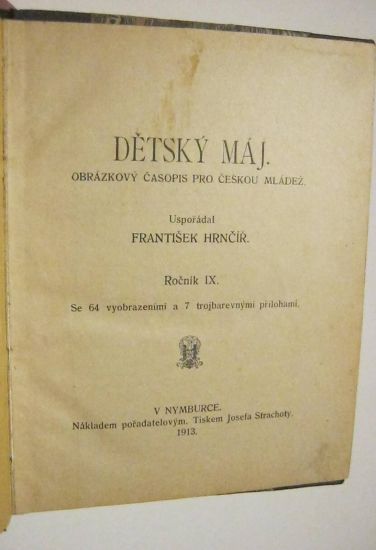 DĚTSKÝ MÁJ.
OBRÁZKOVÝ ČASOPIS PRO ČESKOU MLÁDEŽ.
Uspořádal
FRANTIŠEK HRNČÍŘ.
Ročník IX.
Se 64 vyobrazeními a 7 trojbarevnými přílohami.
V NYMBURCE.
Nákladem pořadatelovým. Tiskem Josefa Strachoty.
1913.